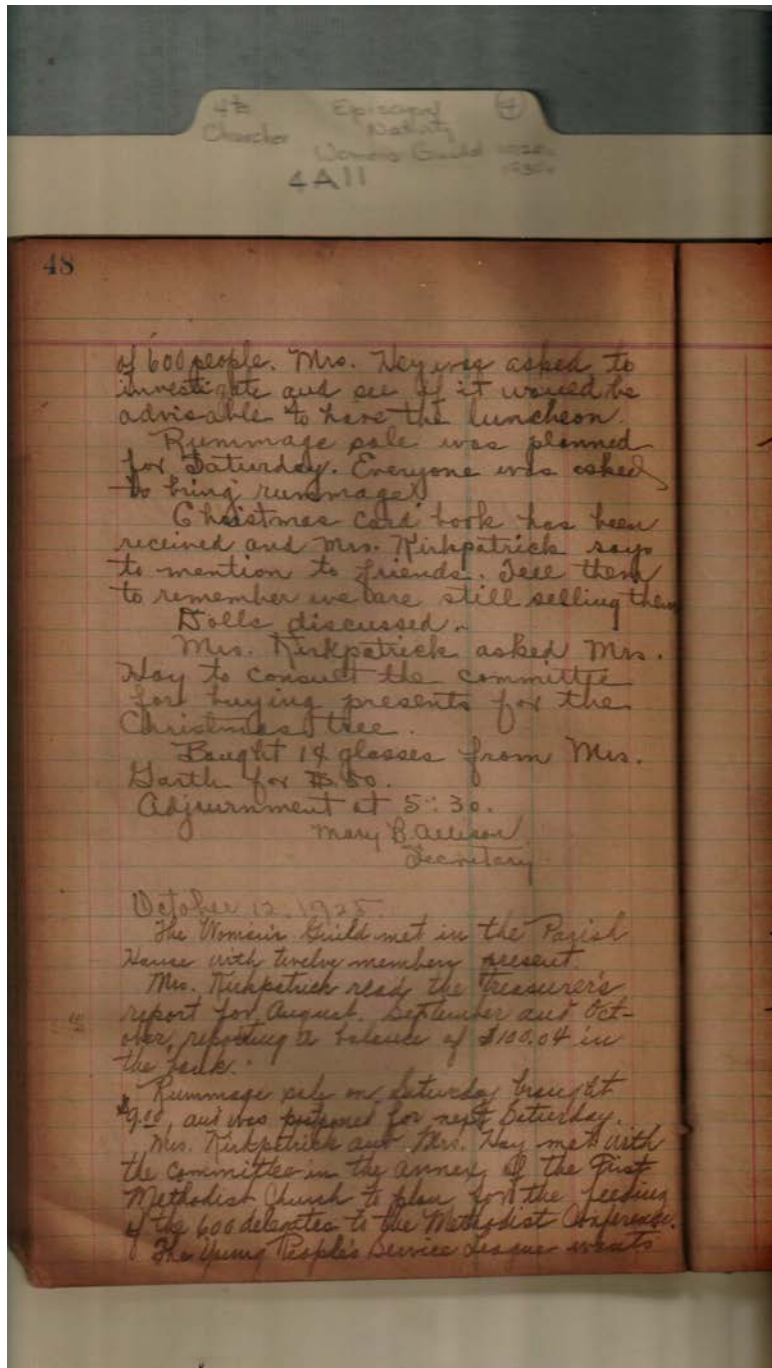 4th Episcopal 4
Churches Nativity
Womens Guild 1920s
4A11 1930s
48
of 600 people. Mrs. Hay was asked to
investigate and see if it would be
advisable to have the luncheon.
Rummage sale was planned
for Saturday. Everyone was asked
to bring rummage.
Christmas card book has been
received and Mrs. Kirkpatrick says
to mention to friends. Tell them
to remember we are still selling them
Dolls discussed.
Mrs. Kirkpatrick asked Mrs.
Hay to consult the committee
for buying presents for the
Christmas tree.
Bought 14 glasses from Mrs.
Garth for .50.
Adjournment at 5:30.
Mary B. Allison
Secretary
October 12, 1925.
The Woman's Guild met in the Parish
House with twelve members present.
Mrs. Kirkpatrick read the treasurer's
report for August, September and Oct-
ober, reporting a balance of $100.04 in
the bank.
Rummage sale on Saturday brought
$9.00, and was postponed for next Saturday.
Mrs. Kirkpatrick and Mrs. Hay met with
the committee in the annex of the First
Methodist Church to plan for the feeding
of the 600 delegates to the Methodist Conference.
The Young People's Service League wants